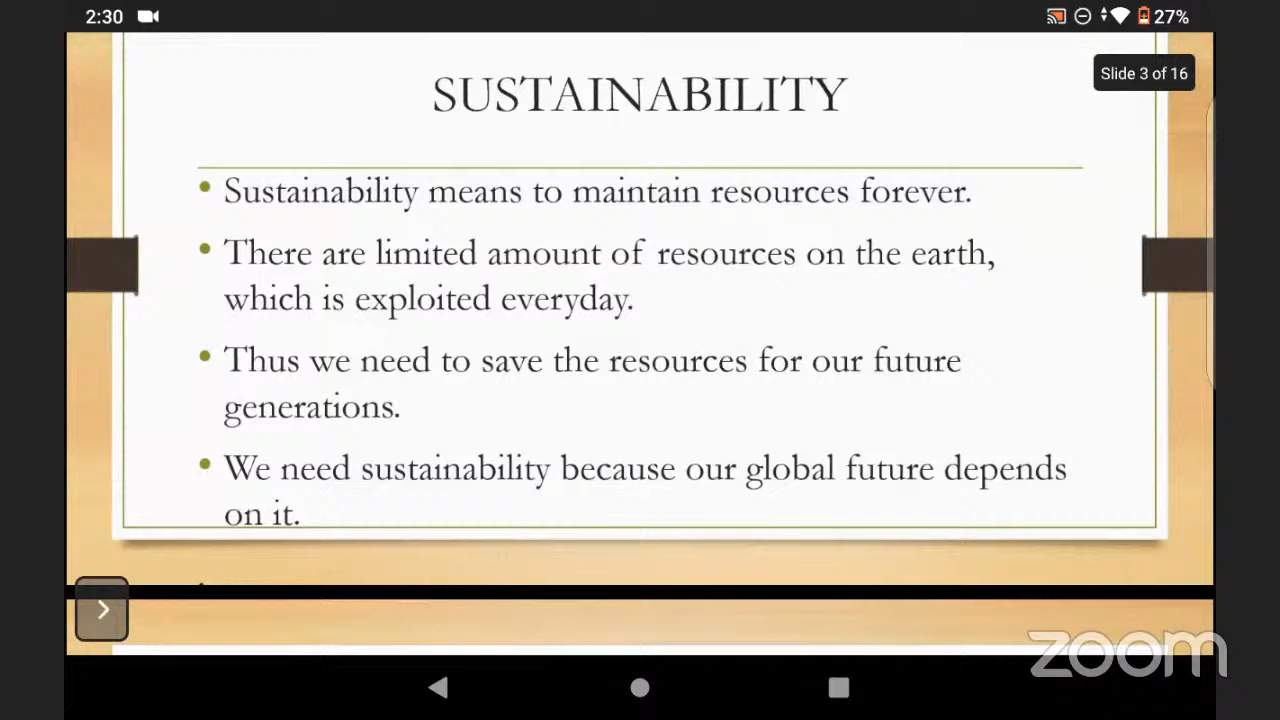 2:30
27%
Slide 3 of 16
SUSTAINABILITY
• Sustainability means to maintain resources forever.
• There are limited amount of resources on the earth,
which is exploited everyday.
• Thus we need to save the resources for our future
generations.
• We need sustainability because our global future depends
on it.
zoom